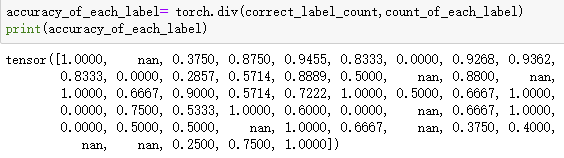 accuracy_of_each_label= torch.div(correct_label_count,count_of_each_label)
print(accuracy_of_each_label)
tensor([1.0000,    nan, 0.3750, 0.8750, 0.9455, 0.8333, 0.0000, 0.9268, 0.9362,
        0.8333, 0.0000, 0.2857, 0.5714, 0.8889, 0.5000,    nan, 0.8800,    nan,
        1.0000, 0.6667, 0.9000, 0.5714, 0.7222, 1.0000, 0.5000, 0.6667, 1.0000,
        0.0000, 0.7500, 0.5333, 1.0000, 0.6000, 0.0000,    nan, 0.6667, 1.0000,
        0.0000, 0.5000, 0.5000,    nan, 1.0000, 0.6667,    nan, 0.3750, 0.4000,
           nan,    nan, 0.2500, 0.7500, 1.0000])